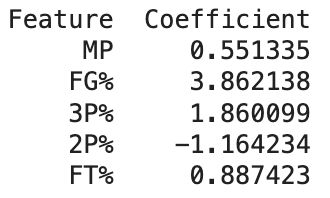 Feature Coefficient
MP 0.551335
FG% 3.862138
3P% 1.860099
2P% -1.164234
FT% 0.887423